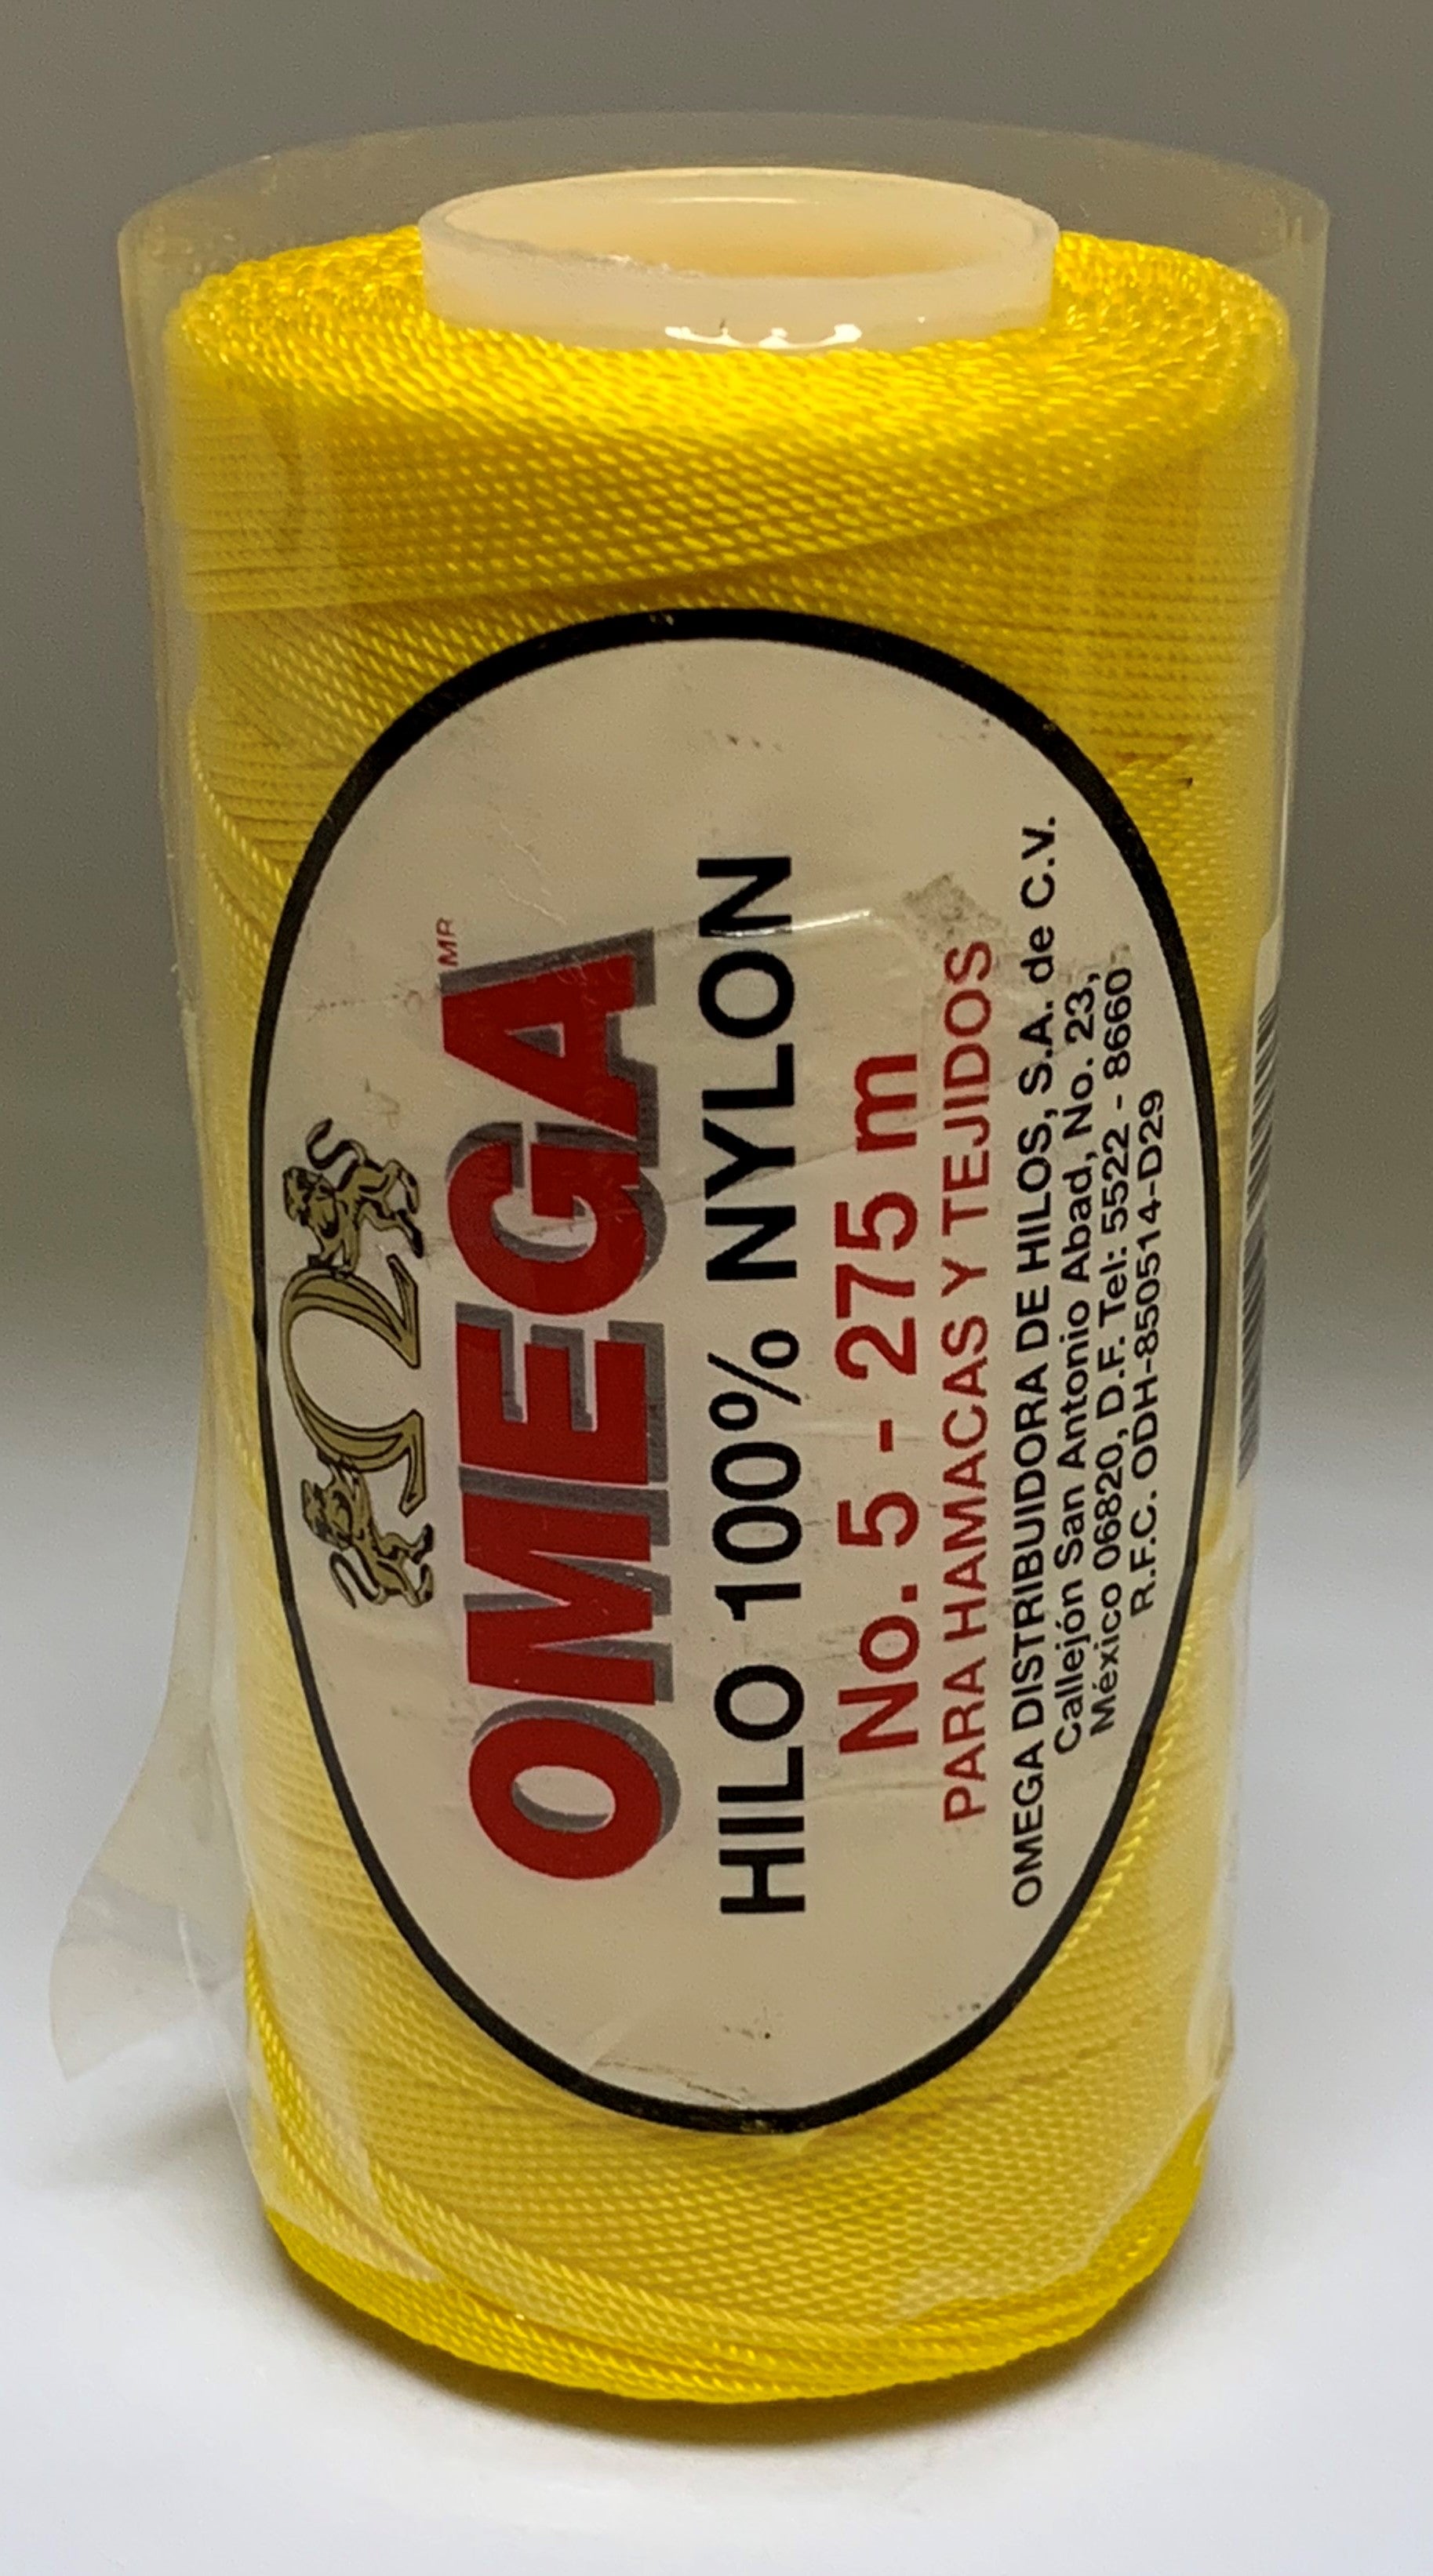 Ω
OMEGA MR
HILO 100% NYLON
No. 5 - 275 m
PARA HAMACAS Y TEJIDOS
OMEGA DISTRIBUIDORA DE HILOS, S.A. de C.V.
Callejón San Antonio Abad, No. 23,
México 06820, D.F. Tel: 5522 - 8660
R.F.C. ODH-850514-D29